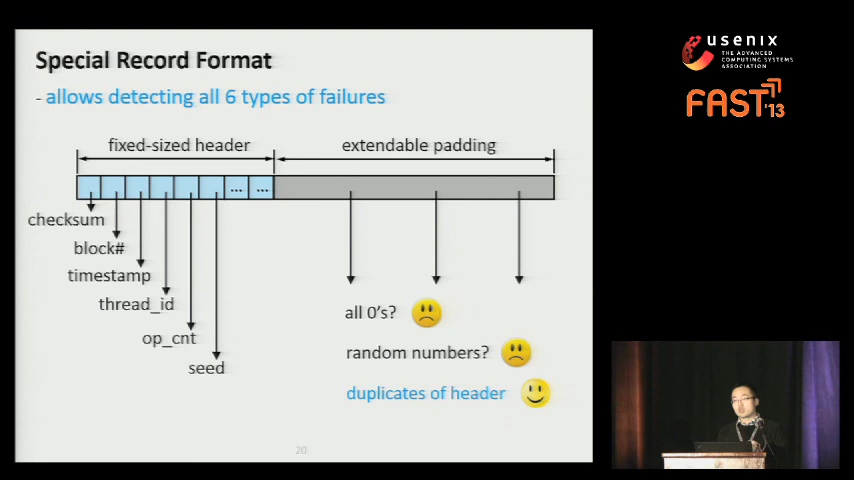 Special Record Format
- allows detecting all 6 types of failures
fixed-sized header
extendable padding
... ...
checksum
block#
timestamp
thread_id
op_cnt
seed
all 0's?
random numbers?
duplicates of header
20
usenix
THE ADVANCED
COMPUTING SYSTEMS
ASSOCIATION
FAST'13